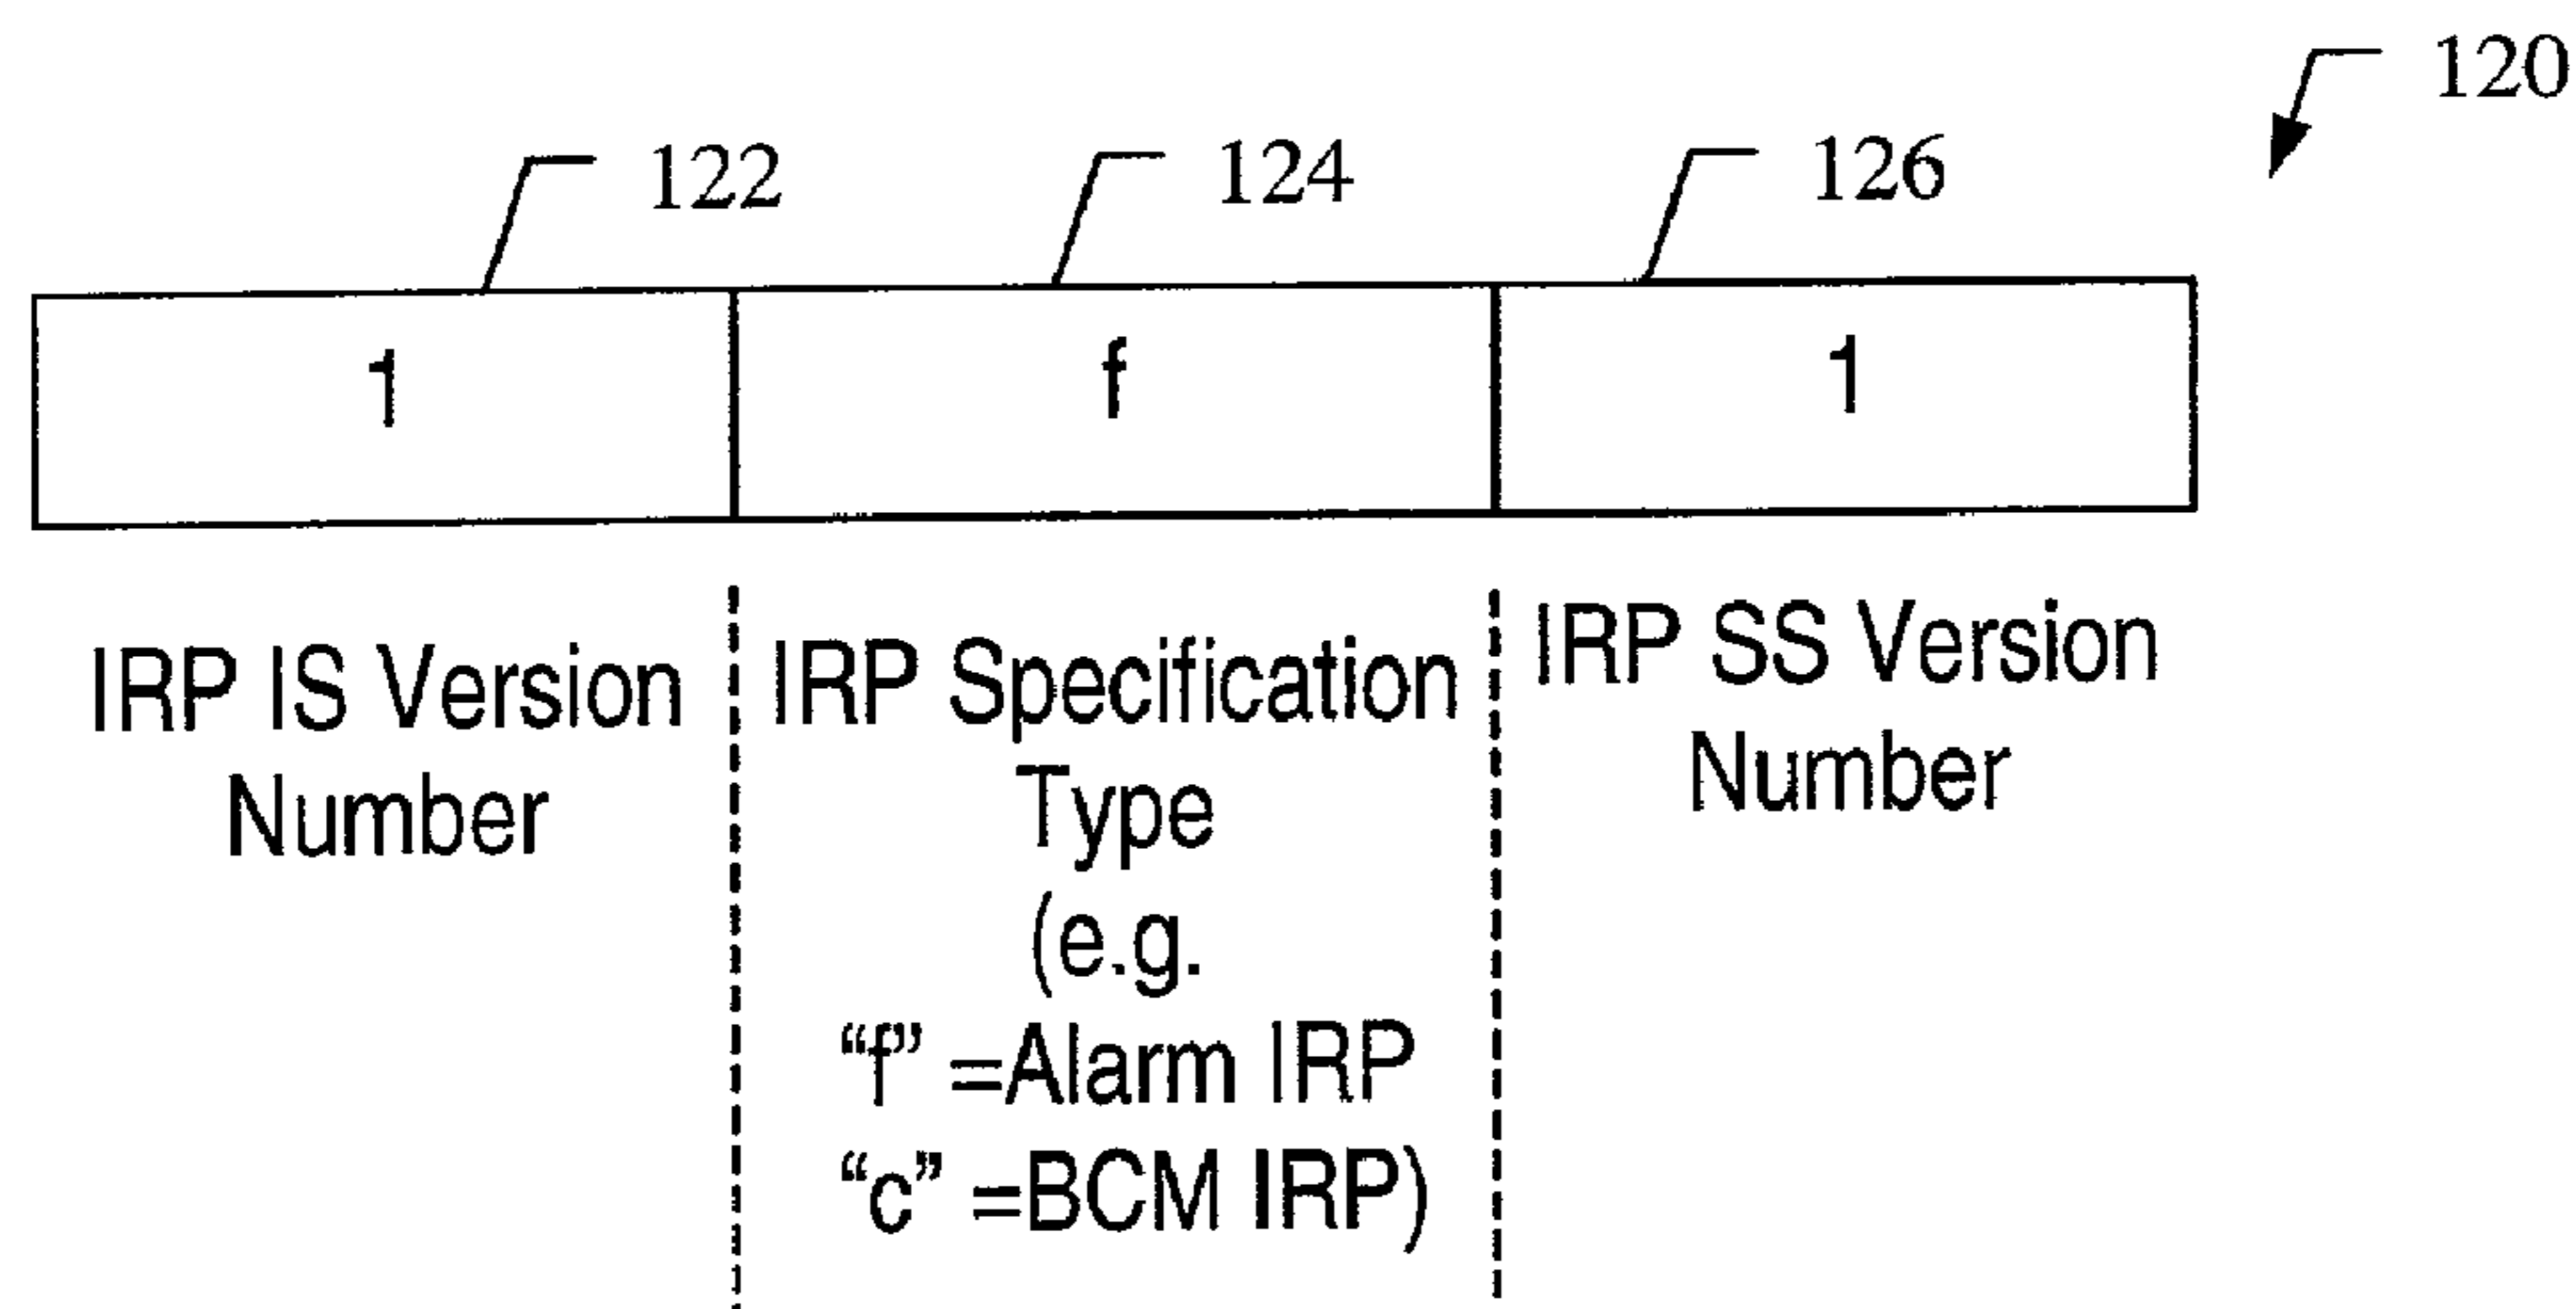 120
122
124
126
1
f
1
IRP IS Version
Number
IRP Specification
Type
(e.g.
“f” =Alarm IRP
“c” =BCM IRP)
IRP SS Version
Number